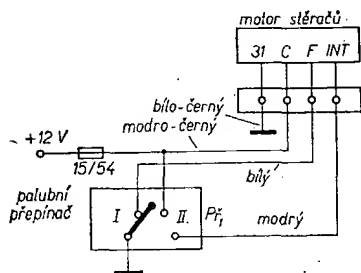 motor stěračů
31 C F INT
bílo-černý
modro-černý
+12 V
15/54
bílý
palubní
přepínač
I II. Př1
modrý